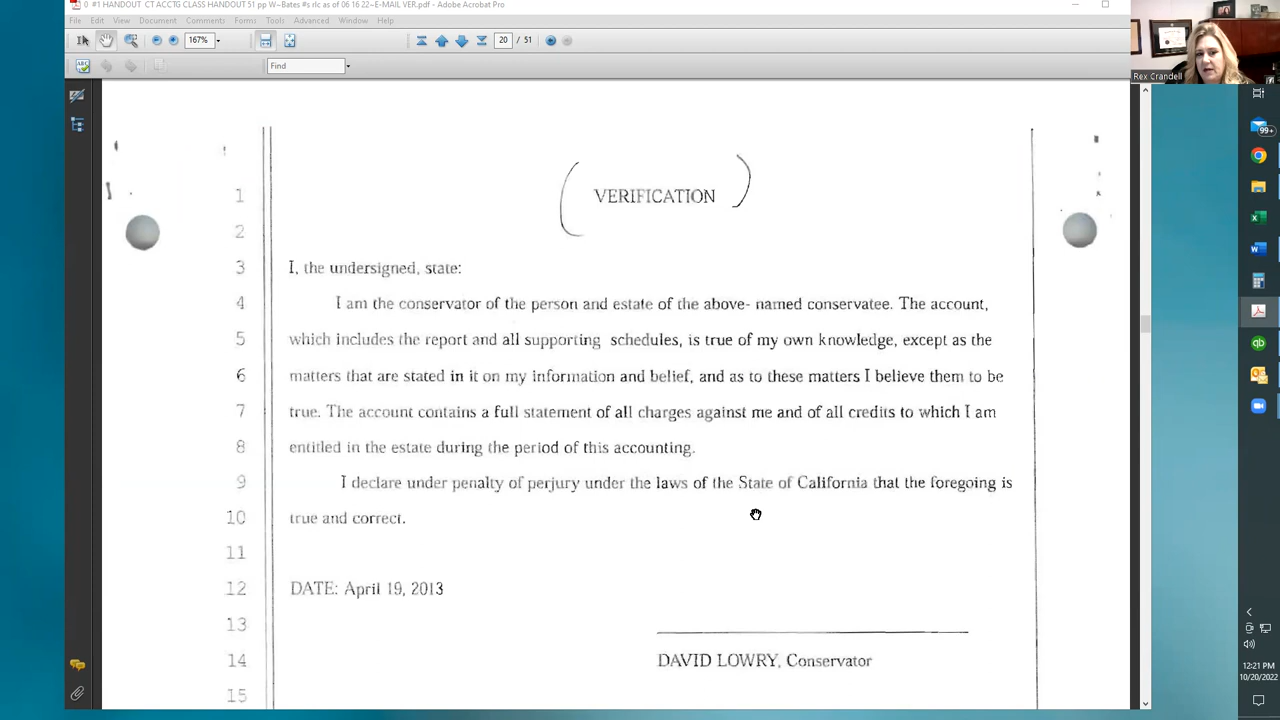 0 #1 HANDOUT CT ACCTG CLASS HANDOUT 51 pp W~Bates #s rlc as of 06 16 22~E-MAIL VER.pdf - Adobe Acrobat Pro
File Edit View Document Comments Forms Tools Advanced Window Help
167% 20 / 51
Find
Rex Crandell
99+
VERIFICATION
1
2
3 I, the undersigned, state:
4 I am the conservator of the person and estate of the above- named conservatee. The account,
5 which includes the report and all supporting schedules, is true of my own knowledge, except as the
6 matters that are stated in it on my information and belief, and as to these matters I believe them to be
7 true. The account contains a full statement of all charges against me and of all credits to which I am
8 entitled in the estate during the period of this accounting.
9 I declare under penalty of perjury under the laws of the State of California that the foregoing is
10 true and correct.
11
12 DATE: April 19, 2013
13
14 DAVID LOWRY, Conservator
15
12:21 PM
10/20/2022